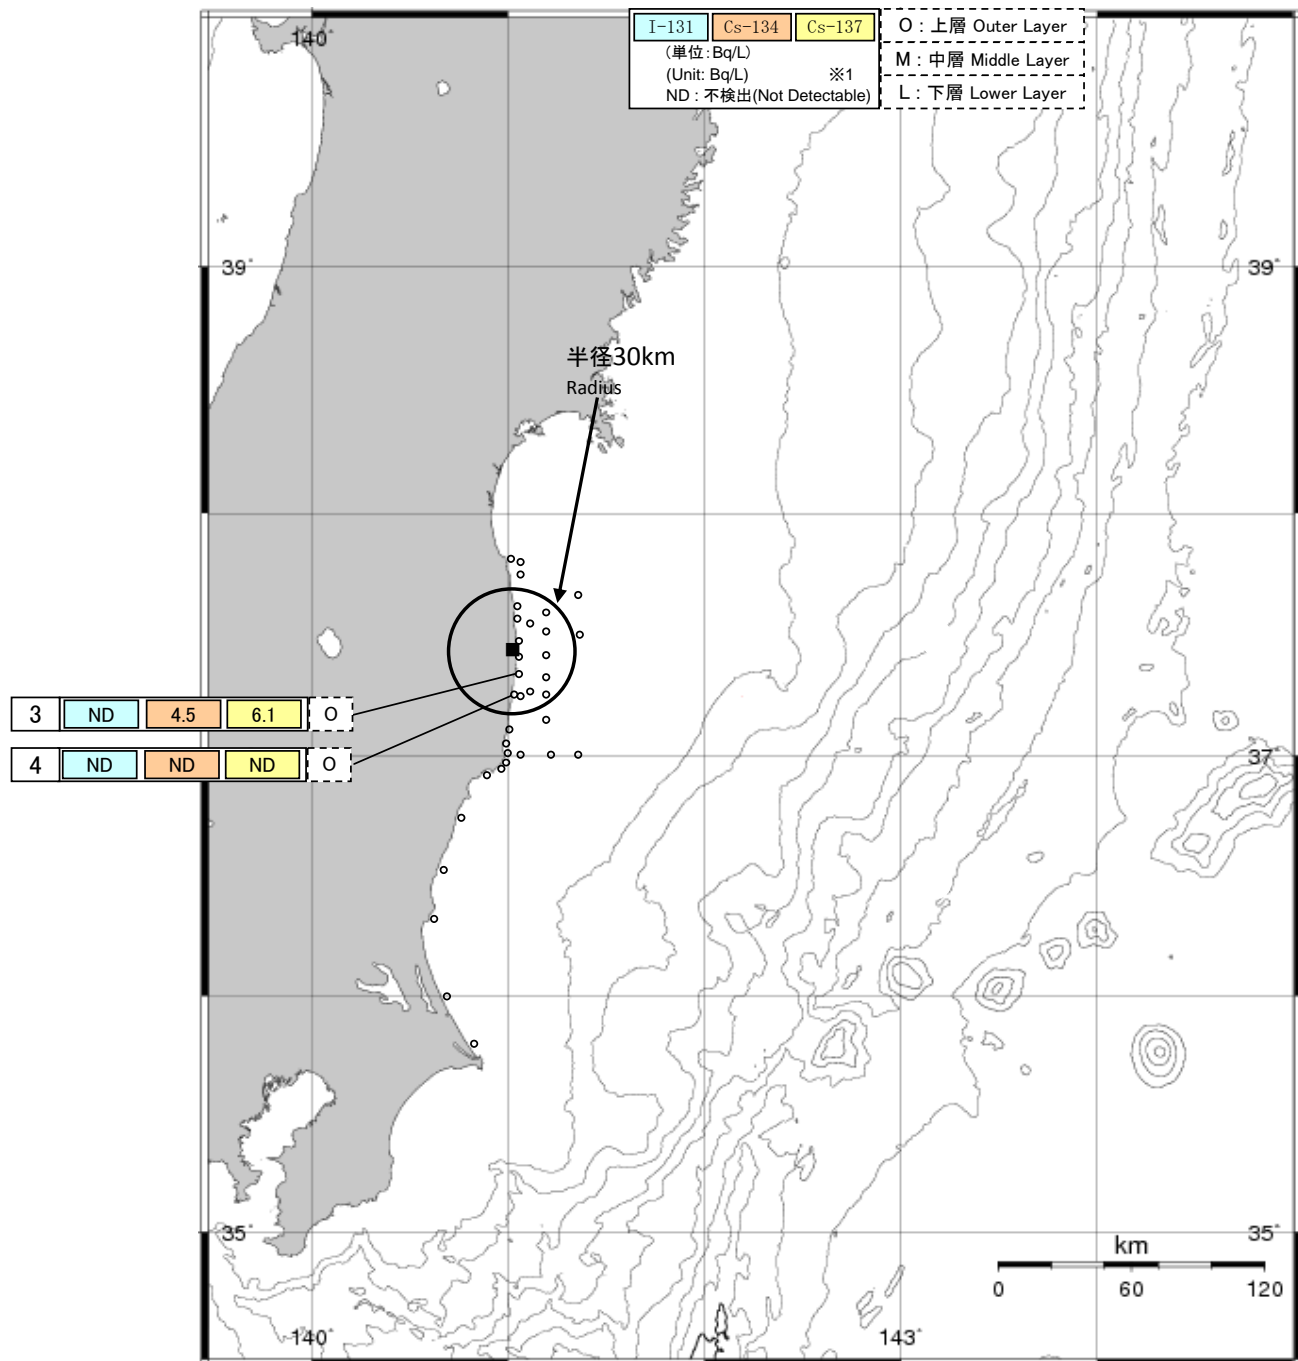 I-131 Cs-134 Cs-137
(単位:Bq/L)
(Unit: Bq/L) ※1
ND : 不検出(Not Detectable)
O : 上層 Outer Layer
M : 中層 Middle Layer
L : 下層 Lower Layer
140°
39° 39°
半径30km
Radius
3 ND 4.5 6.1 O
4 ND ND ND O
37°
35° 35°
km
0 60 120
140° 143°